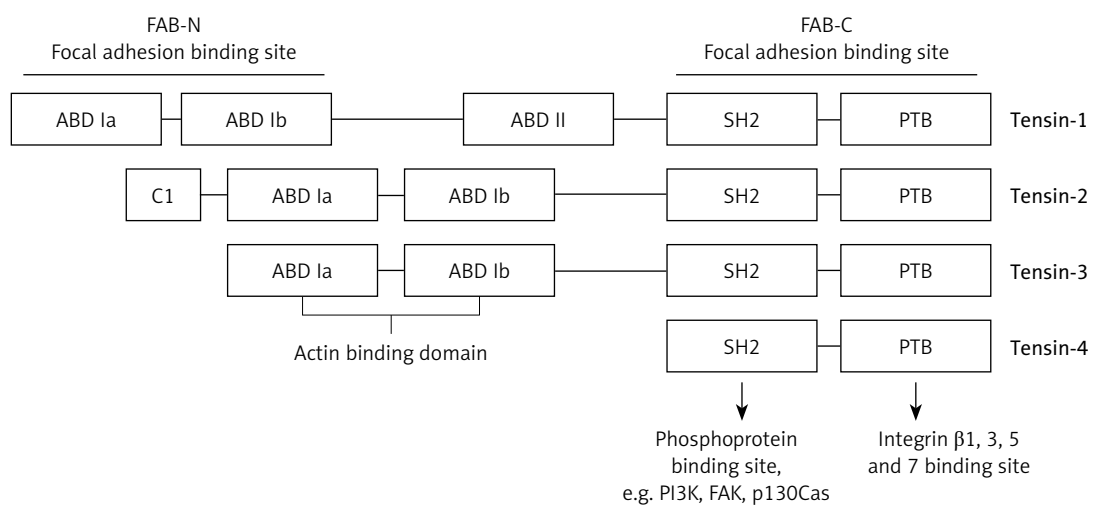 FAB-N
Focal adhesion binding site
FAB-C
Focal adhesion binding site
ABD Ia ABD Ib ABD II SH2 PTB Tensin-1
C1 ABD Ia ABD Ib SH2 PTB Tensin-2
ABD Ia ABD Ib SH2 PTB Tensin-3
Actin binding domain
SH2 PTB Tensin-4
Phosphoprotein
binding site,
e.g. PI3K, FAK, p130Cas
Integrin β1, 3, 5
and 7 binding site